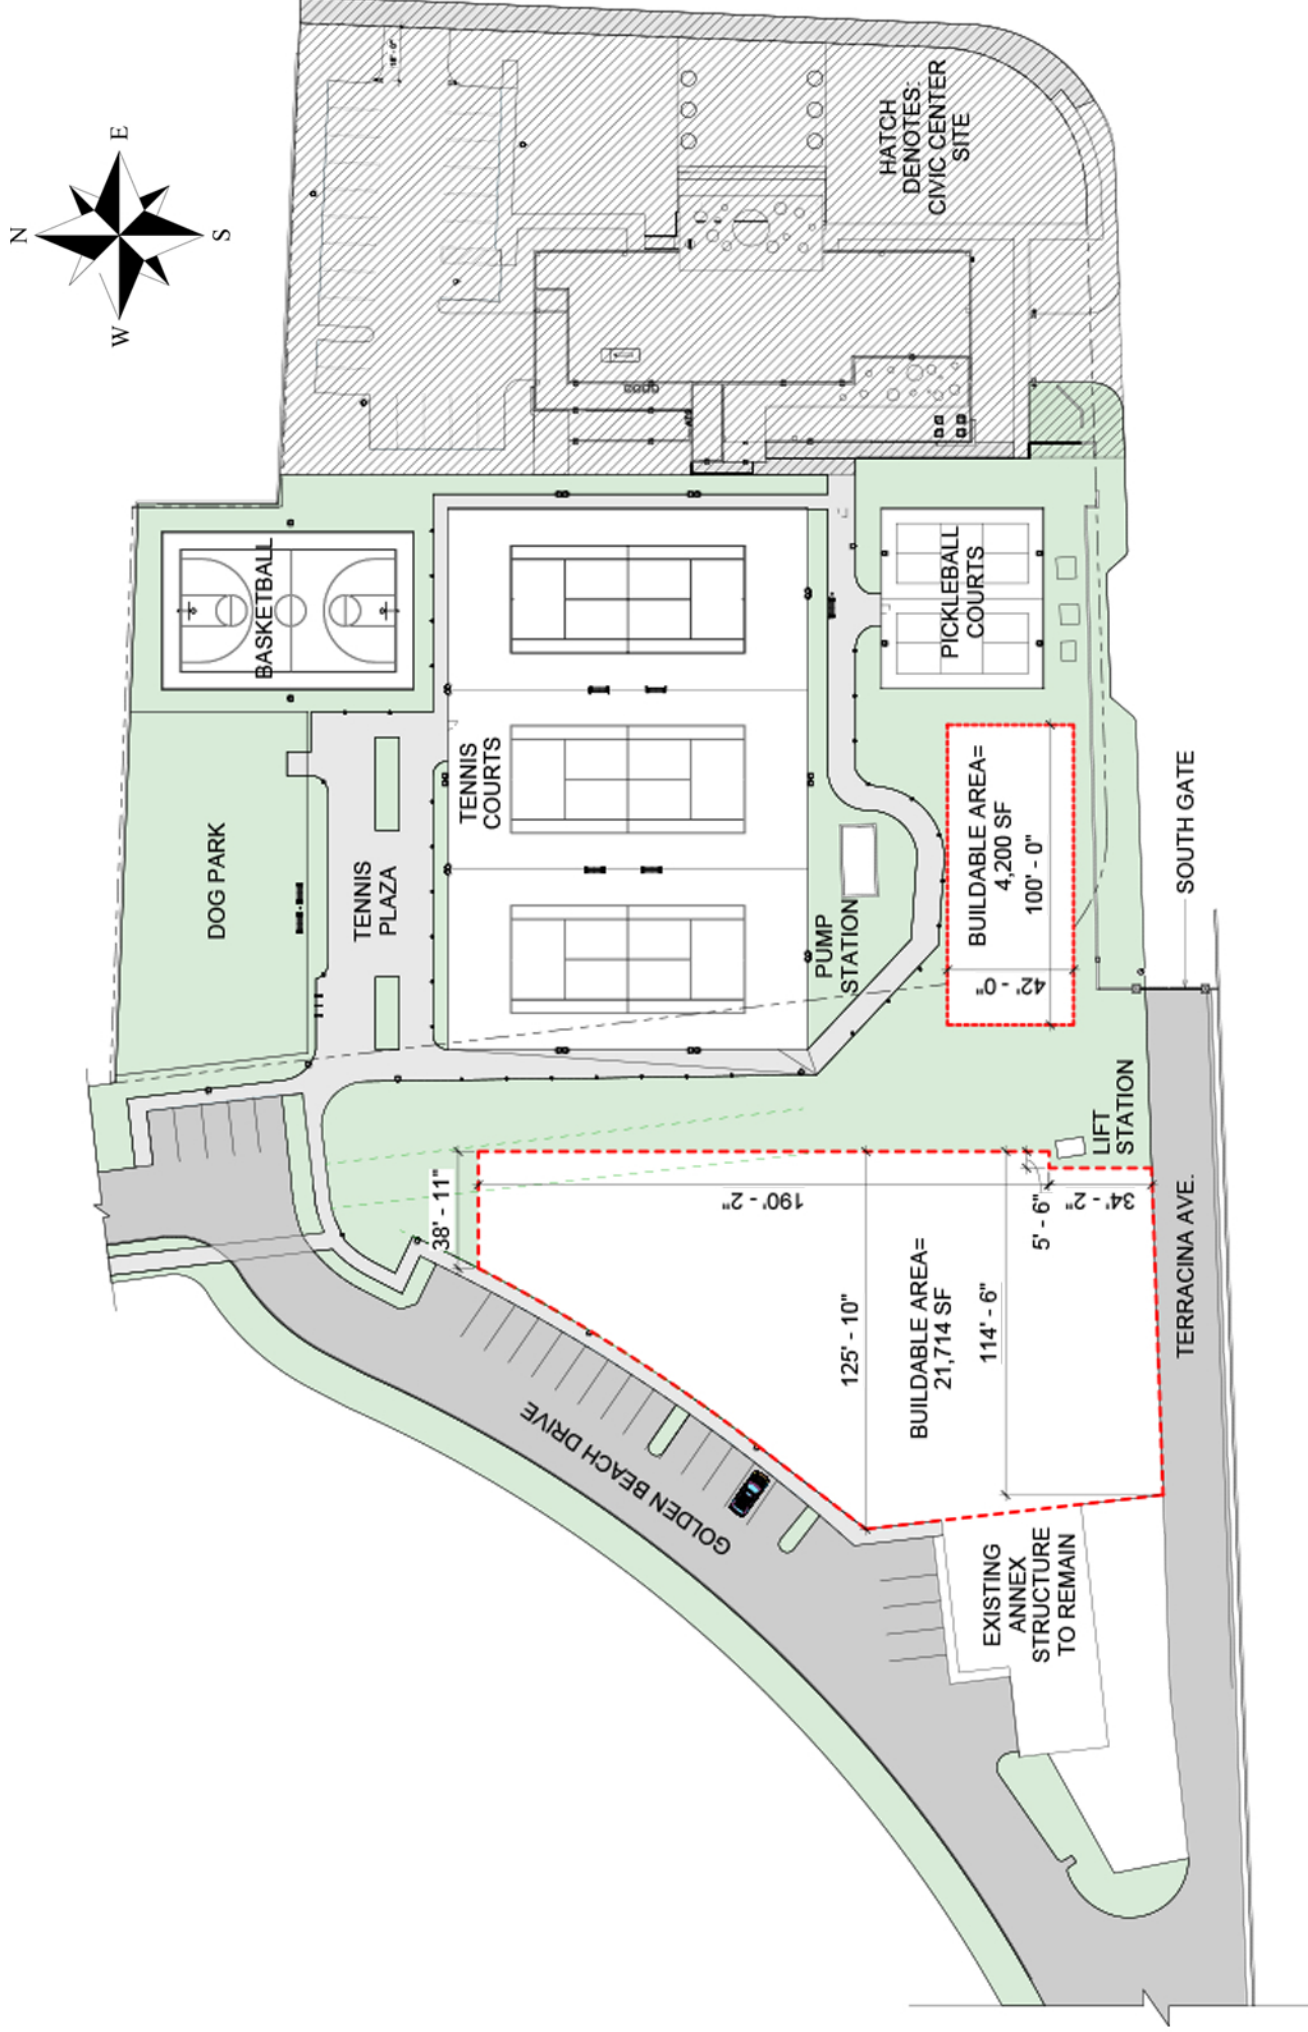 N
E
S
W
18'-0"
HATCH
DENOTES:
CIVIC CENTER
SITE
BASKETBALL
PICKLEBALL
COURTS
TENNIS
COURTS
DOG PARK
TENNIS
PLAZA
PUMP
STATION
BUILDABLE AREA=
4,200 SF
100' - 0"
42' - 0"
SOUTH GATE
LIFT
STATION
38' - 11"
190' - 2"
5' - 6"
34' - 2"
125' - 10"
BUILDABLE AREA=
21,714 SF
114' - 6"
TERRACINA AVE.
GOLDEN BEACH DRIVE
EXISTING
ANNEX
STRUCTURE
TO REMAIN